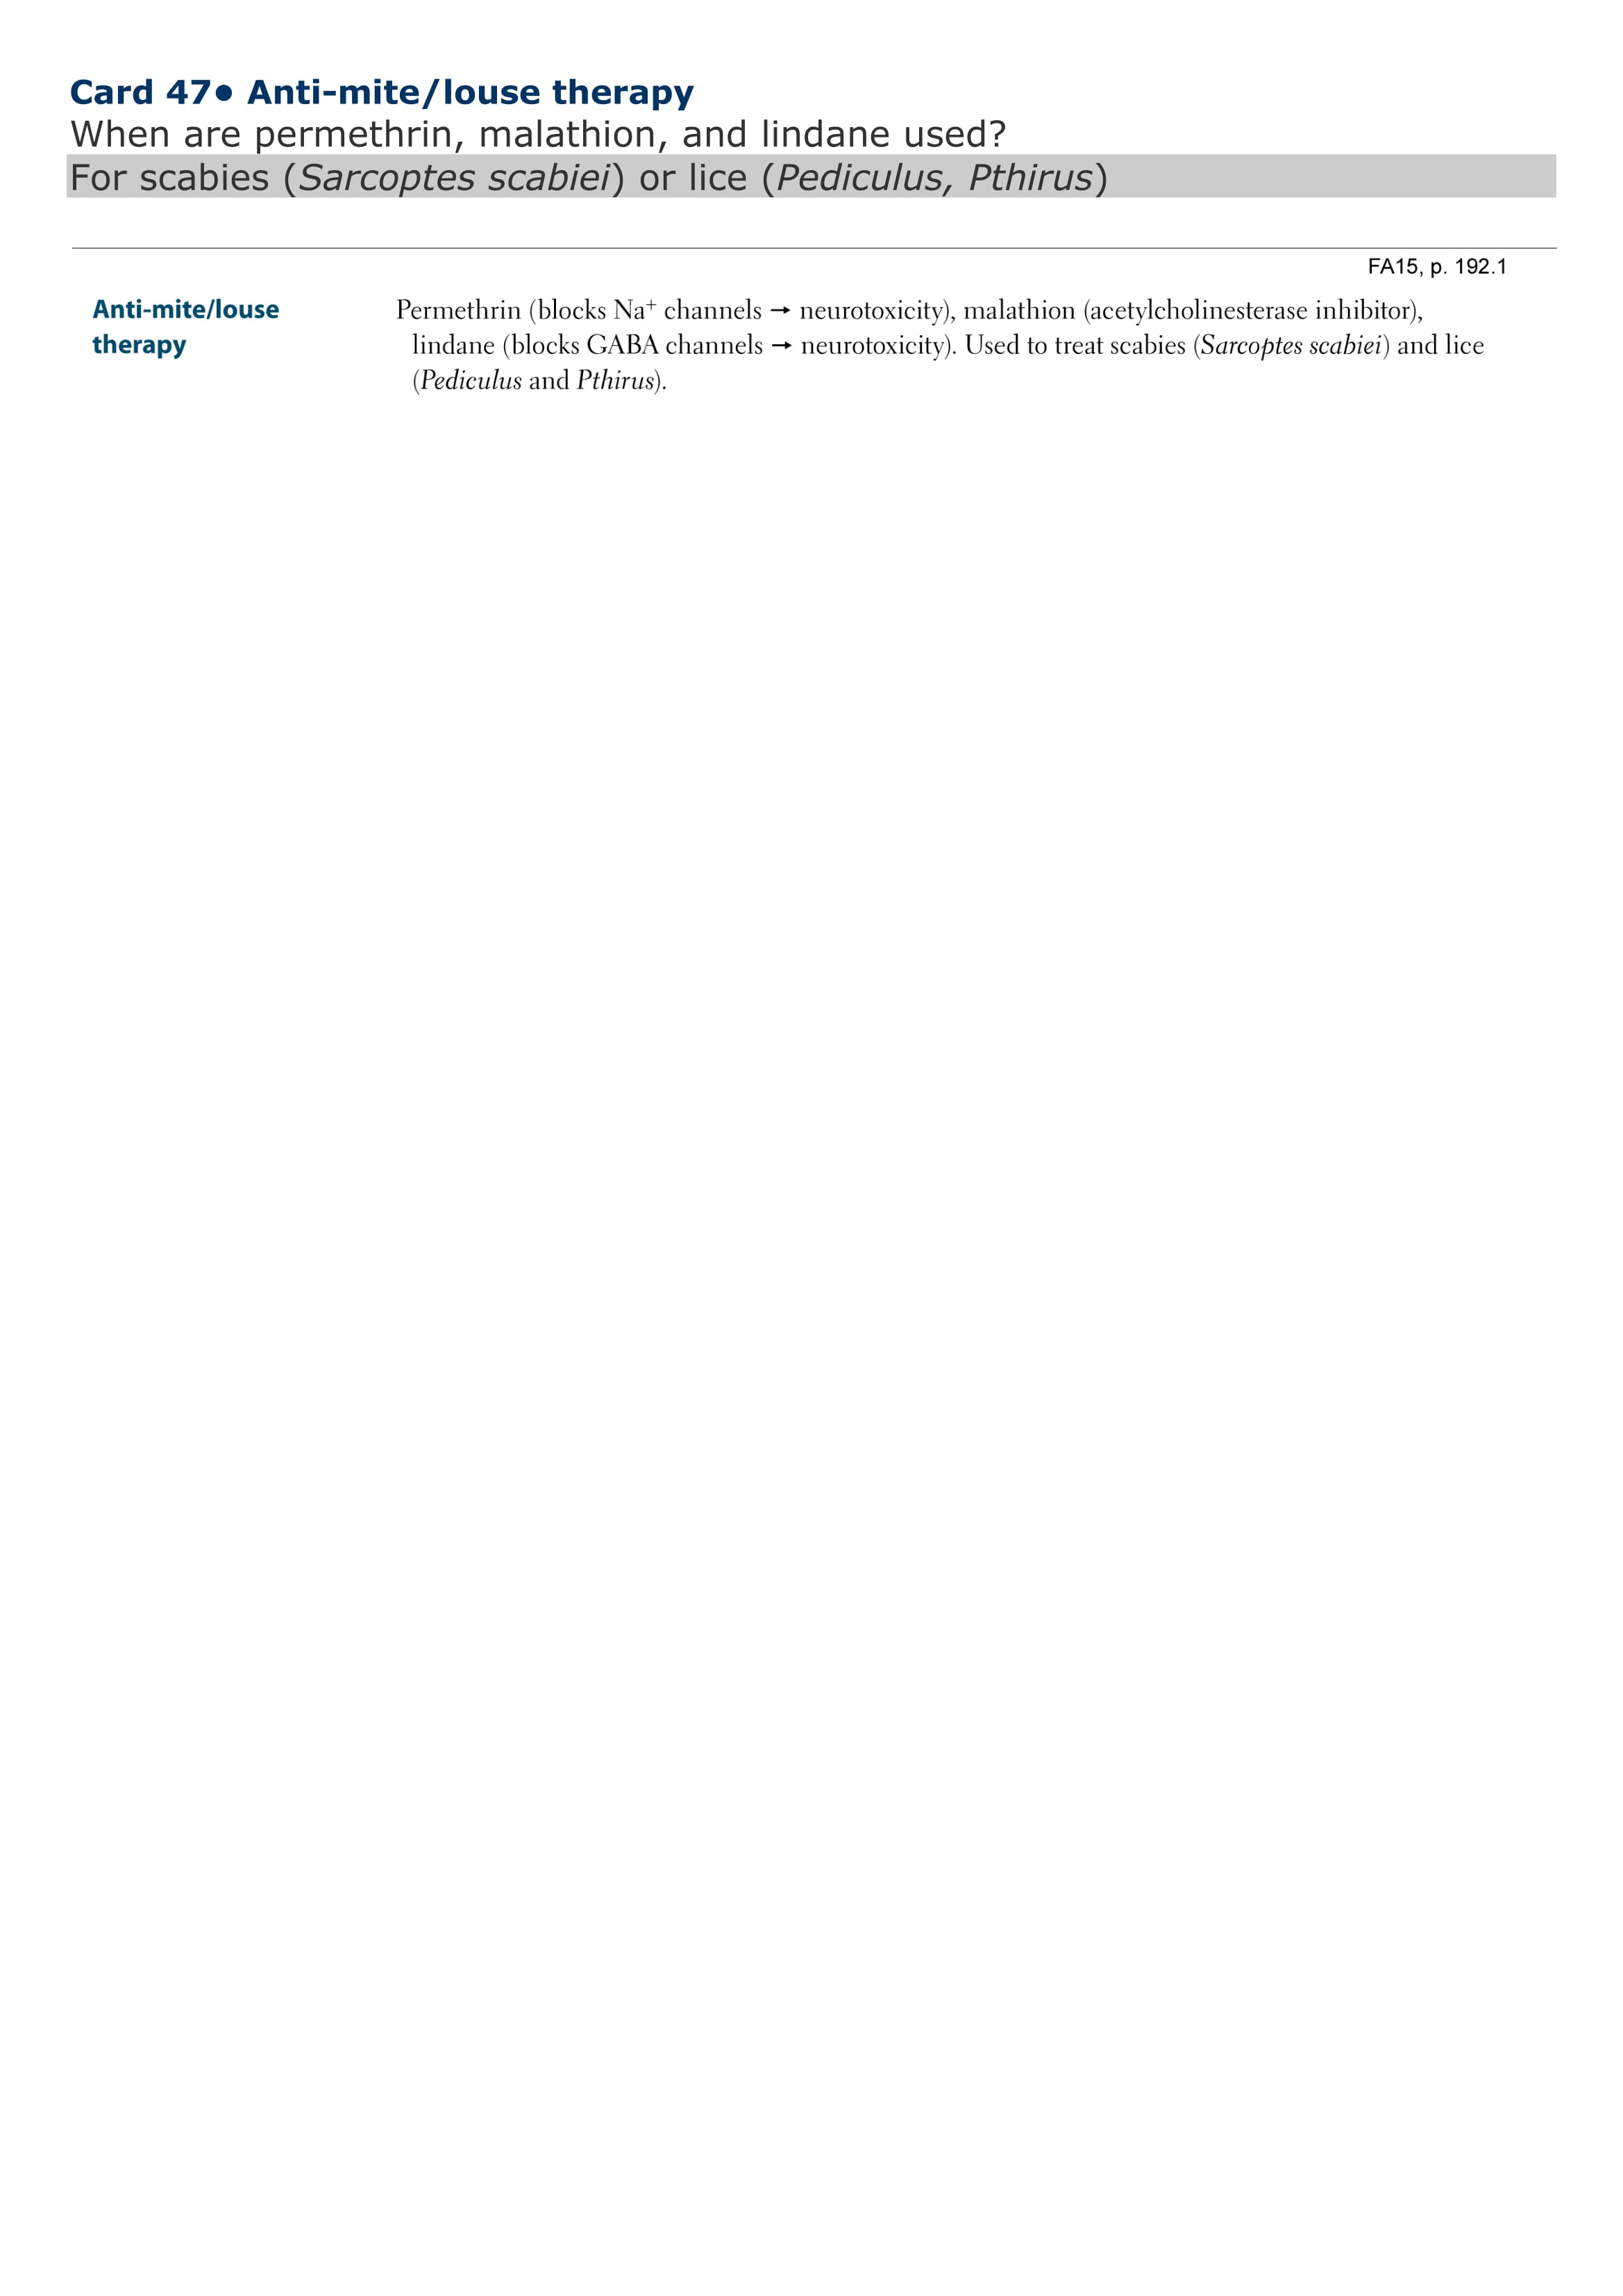 Card 47● Anti-mite/louse therapy
When are permethrin, malathion, and lindane used?
For scabies (Sarcoptes scabiei) or lice (Pediculus, Pthirus)
FA15, p. 192.1
Anti-mite/louse
therapy
Permethrin (blocks Na⁺ channels → neurotoxicity), malathion (acetylcholinesterase inhibitor),
lindane (blocks GABA channels → neurotoxicity). Used to treat scabies (Sarcoptes scabiei) and lice
(Pediculus and Pthirus).